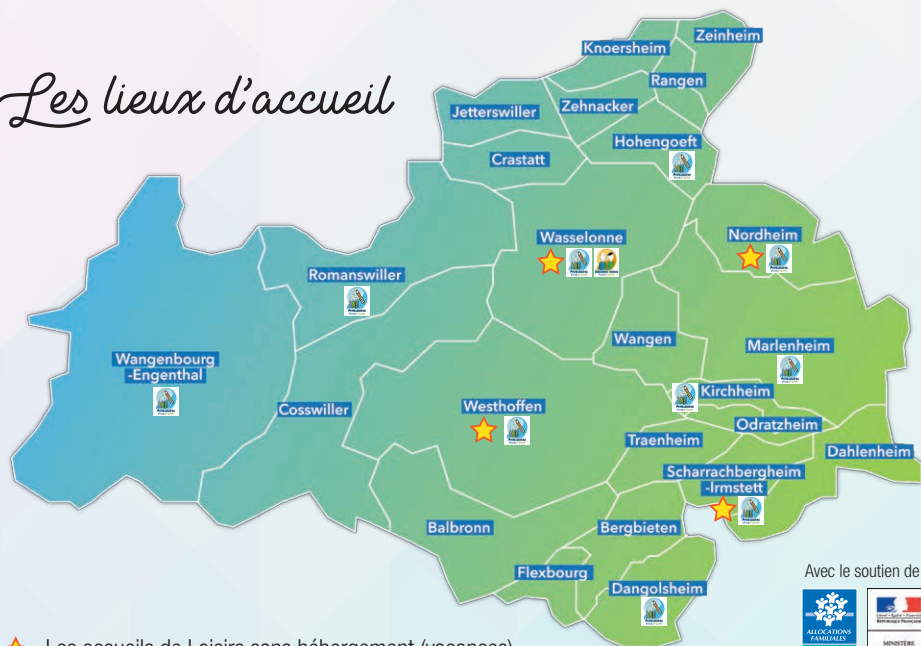 Les lieux d'accueil
Knoersheim
Zeinheim
Rangen
Jetterswiller
Zehnacker
Hohengoeft
Crastatt
Wasselonne
Nordheim
Romanswiller
Wangen
Marlenheim
Wangenbourg
-Engenthal
Kirchheim
Cosswiller
Westhoffen
Odratzheim
Traenheim
Dahlenheim
Scharrachbergheim
-Irmstett
Balbronn
Bergbieten
Flexbourg
Dangolsheim
Avec le soutien de
ALLOCATIONS
FAMILIALES
MINISTÈRE